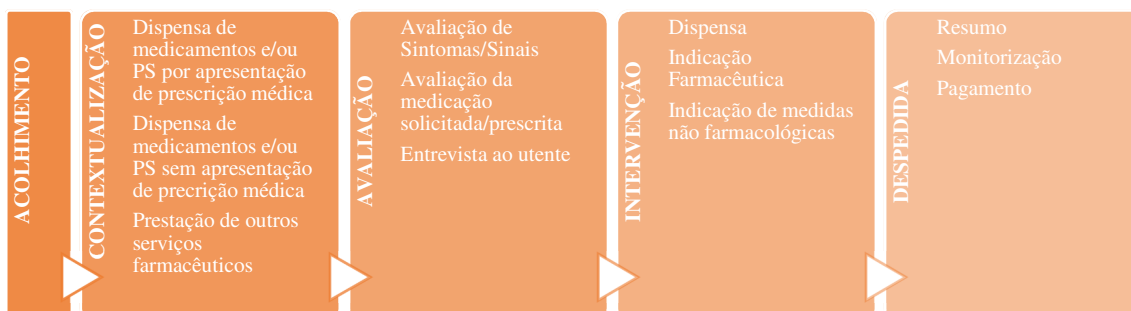 ACOLHIMENTO
CONTEXTUALIZAÇÃO
Dispensa de
medicamentos e/ou
PS por apresentação
de prescrição médica
Dispensa de
medicamentos e/ou
PS sem apresentação
de precrição médica
Prestação de outros
serviços
farmacêuticos
AVALIAÇÃO
Avaliação de
Sintomas/Sinais
Avaliação da
medicação
solicitada/prescrita
Entrevista ao utente
INTERVENÇÃO
Dispensa
Indicação
Farmacêutica
Indicação de medidas
não farmacológicas
DESPEDIDA
Resumo
Monitorização
Pagamento